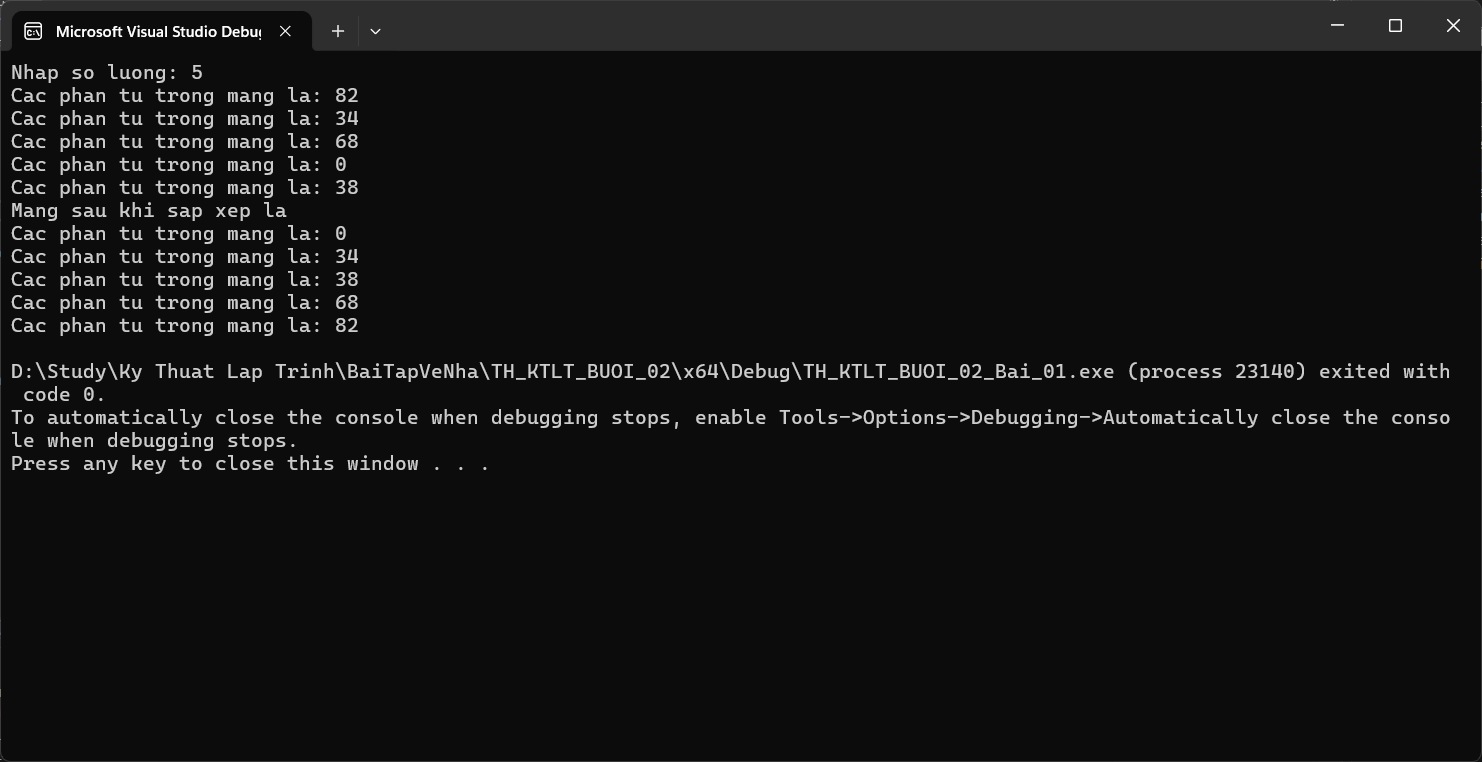 Microsoft Visual Studio Debug
Nhap so luong: 5
Cac phan tu trong mang la: 82
Cac phan tu trong mang la: 34
Cac phan tu trong mang la: 68
Cac phan tu trong mang la: 0
Cac phan tu trong mang la: 38
Mang sau khi sap xep la
Cac phan tu trong mang la: 0
Cac phan tu trong mang la: 34
Cac phan tu trong mang la: 38
Cac phan tu trong mang la: 68
Cac phan tu trong mang la: 82
D:\Study\Ky Thuat Lap Trinh\BaiTapVeNha\TH_KTLT_BUOI_02\x64\Debug\TH_KTLT_BUOI_02_Bai_01.exe (process 23140) exited with
code 0.
To automatically close the console when debugging stops, enable Tools->Options->Debugging->Automatically close the conso
le when debugging stops.
Press any key to close this window . . .